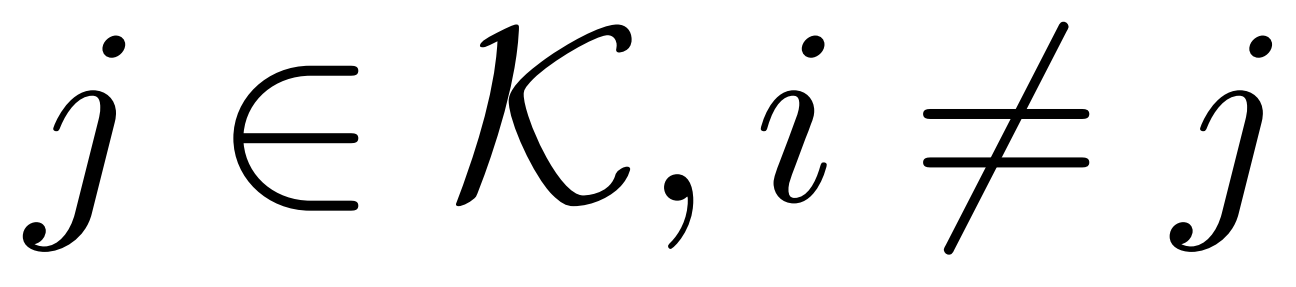 j ∈ 𝒦, i ≠ j